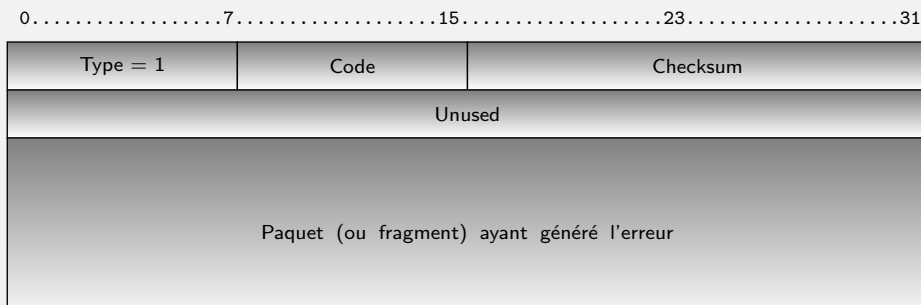 0..................7..................15..................23..................31
Type = 1 Code Checksum
Unused
Paquet (ou fragment) ayant généré l'erreur